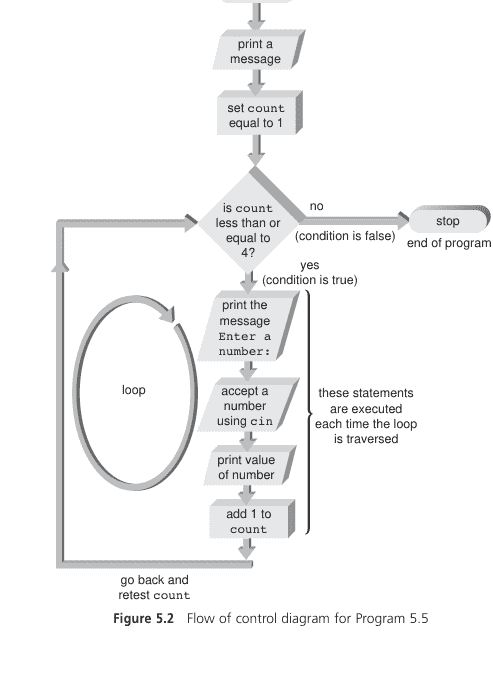 print a
message
set count
equal to 1
is count
less than or
equal to
4?
no
(condition is false)
stop
end of program
yes
(condition is true)
print the
message
Enter a
number:
accept a
number
using cin
print value
of number
add 1 to
count
loop
these statements
are executed
each time the loop
is traversed
go back and
retest count
Figure 5.2 Flow of control diagram for Program 5.5